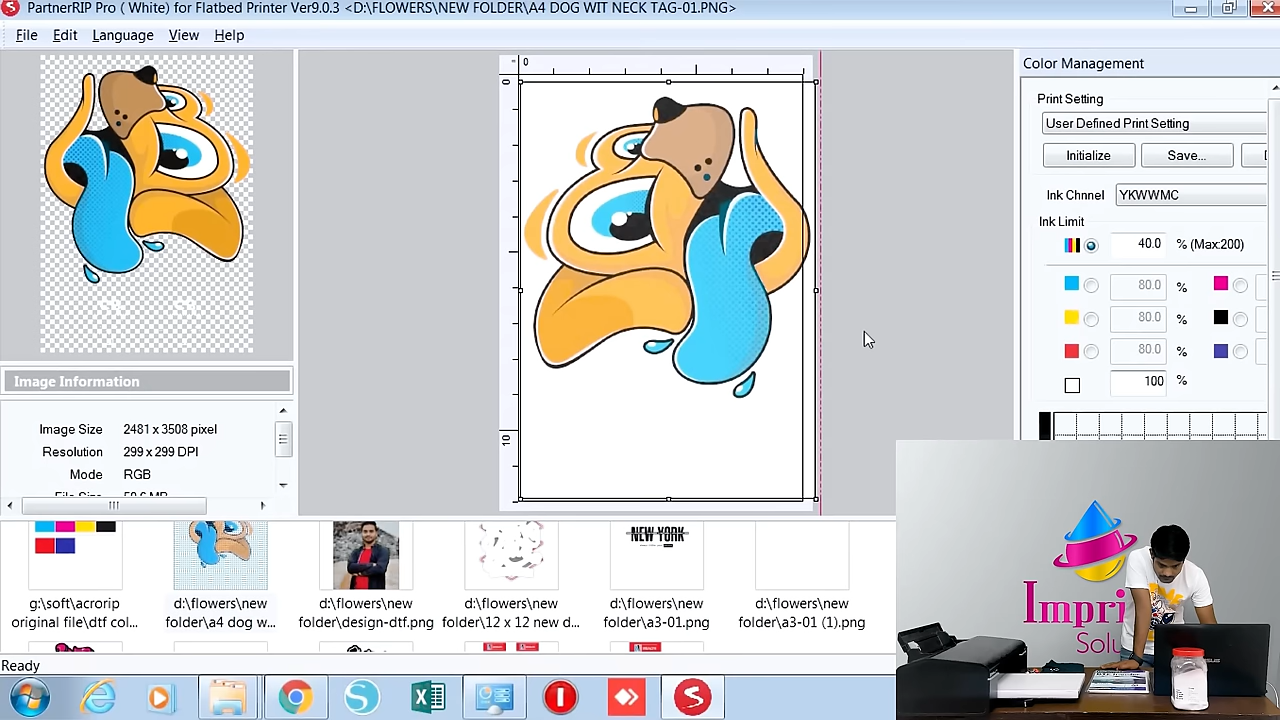 PartnerRIP Pro ( White) for Flatbed Printer Ver9.0.3 <D:\FLOWERS\NEW FOLDER\A4 DOG WIT NECK TAG-01.PNG>
File Edit Language View Help
0
0
10
Color Management
Print Setting
User Defined Print Setting
Initialize Save...
Ink Chnnel YKWWMC
Ink Limit
40.0 % (Max:200)
80.0 %
80.0 %
80.0 %
100 %
Image Information
Image Size 2481 x 3508 pixel
Resolution 299 x 299 DPI
Mode RGB
NEW YORK
g:\soft\acrorip
original file\dtf col...
d:\flowers\new
folder\a4 dog w...
d:\flowers\new
folder\design-dtf.png
d:\flowers\new
folder\12 x 12 new d...
d:\flowers\new
folder\a3-01.png
d:\flowers\new
folder\a3-01 (1).png
Ready
Impri
Solu